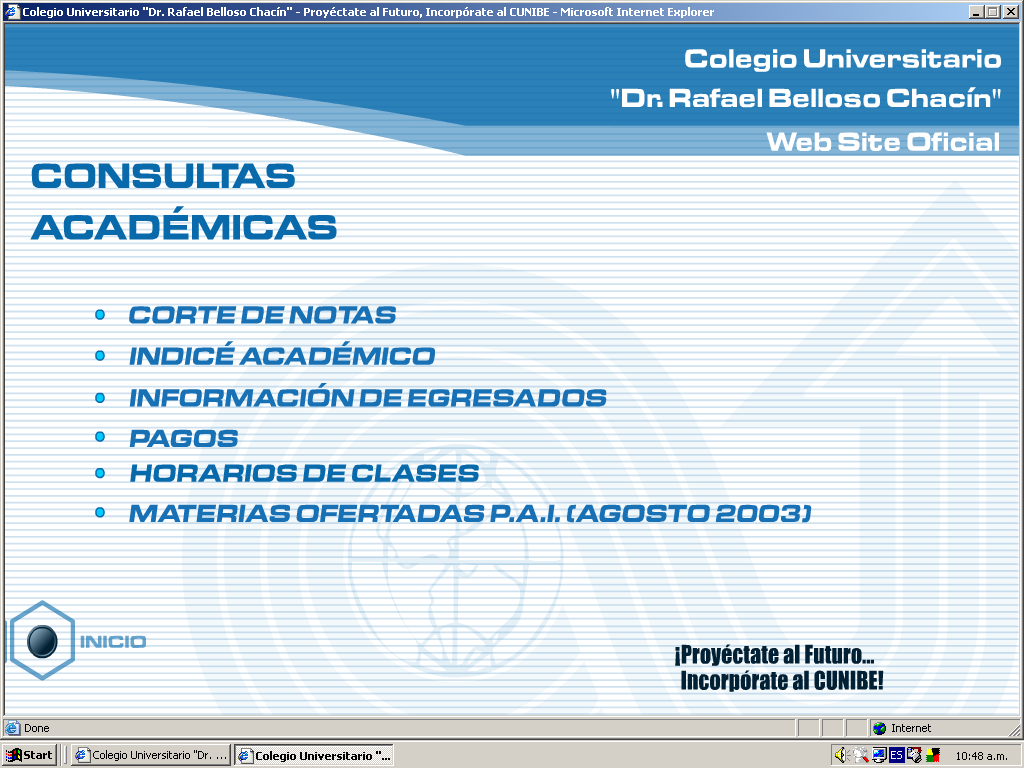 Colegio Universitario "Dr. Rafael Belloso Chacín" - Proyéctate al Futuro, Incorpórate al CUNIBE - Microsoft Internet Explorer
Colegio Universitario
"Dr. Rafael Belloso Chacín"
Web Site Oficial
CONSULTAS
ACADÉMICAS
CORTE DE NOTAS
INDICÉ ACADÉMICO
INFORMACIÓN DE EGRESADOS
PAGOS
HORARIOS DE CLASES
MATERIAS OFERTADAS P.A.I. (AGOSTO 2003)
INICIO
¡Proyéctate al Futuro...
Incorpórate al CUNIBE!
Done
Internet
Start
Colegio Universitario "Dr. ...
Colegio Universitario "...
ES
10:48 a.m.